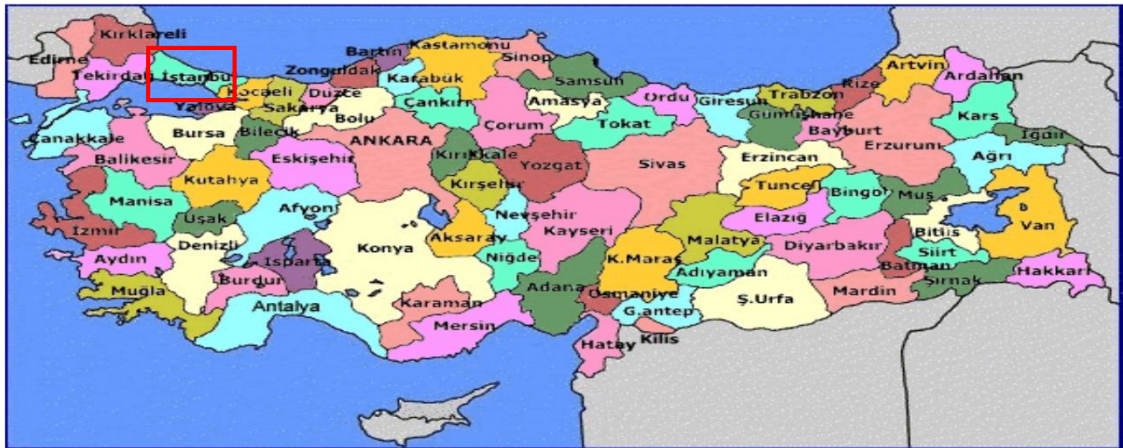 Kırklareli
Edirne
Tekirdağ
İstanbul
Kocaeli
Yalova
Sakarya
Düzce
Zonguldak
Bartın
Karabük
Kastamonu
Sinop
Samsun
Ordu
Giresun
Trabzon
Rize
Artvin
Ardahan
Çanakkale
Balikesir
Bursa
Bilecik
Bolu
Çankırı
Çorum
Amasya
Tokat
Gümüşhane
Bayburt
Erzurum
Kars
Iğdır
Ağrı
Eskişehir
ANKARA
Kırıkkale
Yozgat
Sivas
Erzincan
Tunceli
Bingöl
Muş
Kutahya
Manisa
Uşak
Afyon
Kırşehir
Nevşehir
Kayseri
Malatya
Elazığ
Diyarbakır
Bitlis
Van
İzmir
Aydın
Denizli
Isparta
Konya
Aksaray
Niğde
K.Maraş
Adıyaman
Batman
Siirt
Şırnak
Hakkari
Muğla
Burdur
Antalya
Karaman
Mersin
Adana
Osmaniye
G.antep
Ş.Urfa
Mardin
Hatay
Kilis